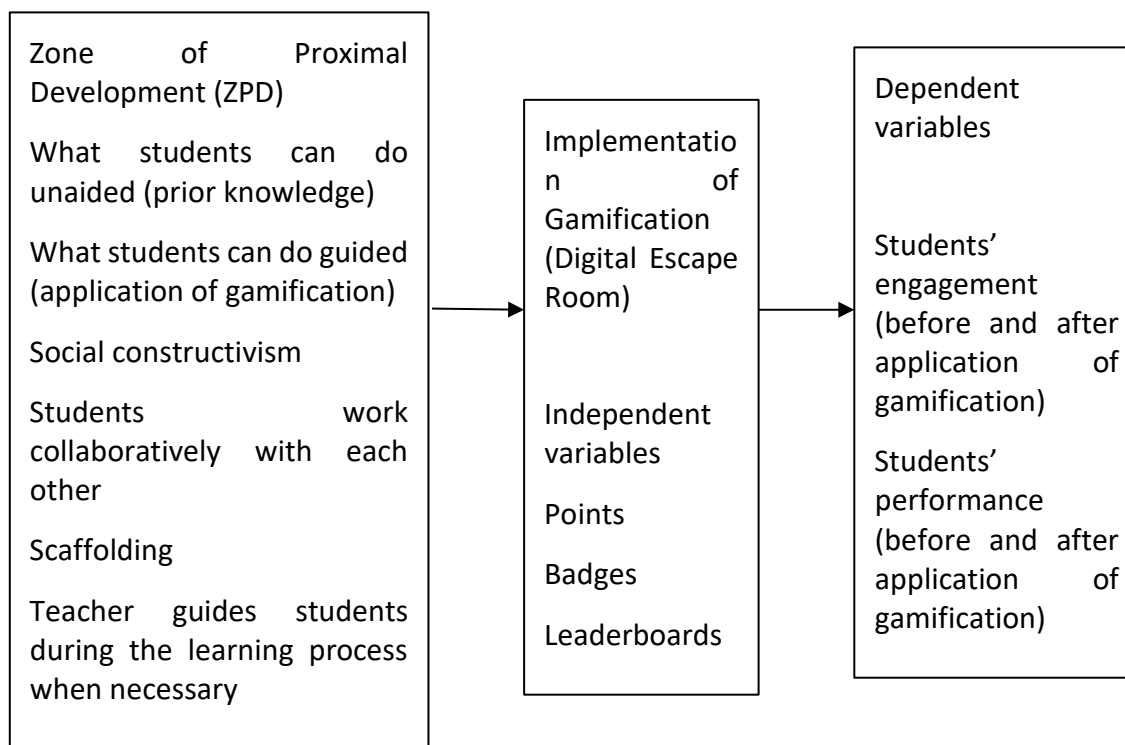 Zone of Proximal
Development (ZPD)
What students can do
unaided (prior knowledge)
What students can do guided
(application of gamification)
Social constructivism
Students work
collaboratively with each
other
Scaffolding
Teacher guides students
during the learning process
when necessary
Implementatio
n of
Gamification
(Digital Escape
Room)
Independent
variables
Points
Badges
Leaderboards
Dependent
variables
Students’
engagement
(before and after
application of
gamification)
Students’
performance
(before and after
application of
gamification)